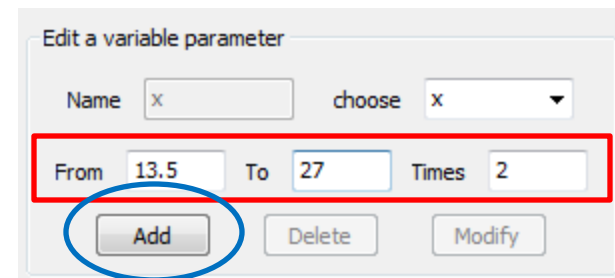 Edit a variable parameter
Name x choose x
From 13.5 To 27 Times 2
Add Delete Modify